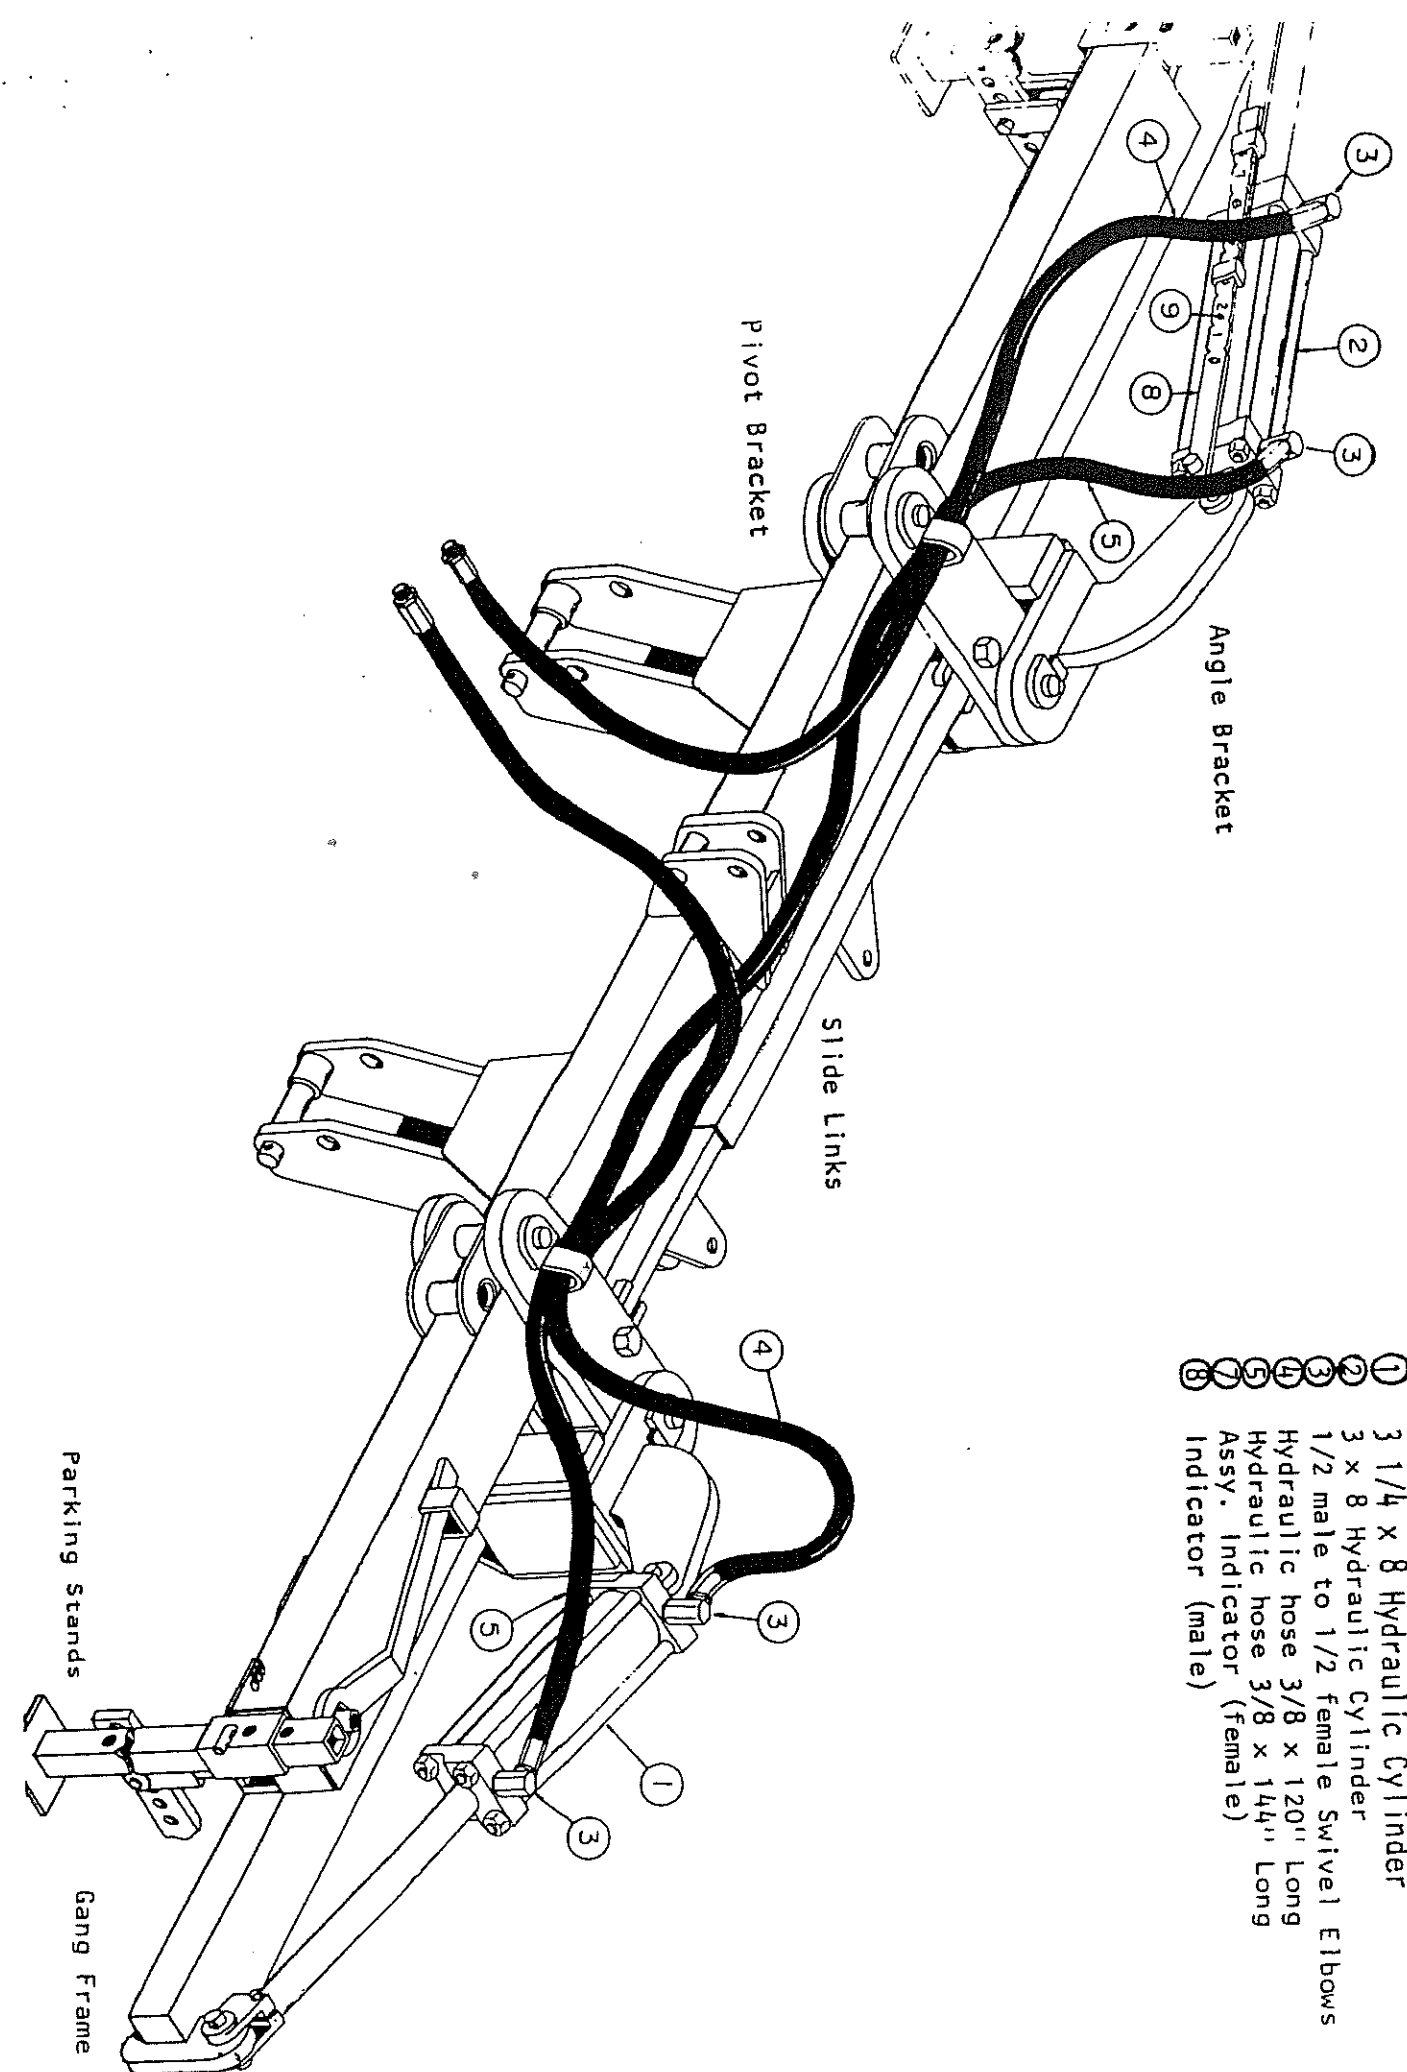 ① 3 1/4 x 8 Hydraulic Cylinder
② 3 x 8 Hydraulic Cylinder
③ 1/2 male to 1/2 female Swivel Elbows
④ Hydraulic hose 3/8 x 120" Long
⑤ Hydraulic hose 3/8 x 144" Long
⑦ Assy. Indicator (female)
⑧ Indicator (male)
3
2
3
4
9
8
5
2 1 0
Angle Bracket
Pivot Bracket
Slide Links
4
3
5
1
3
Parking Stands
Gang Frame